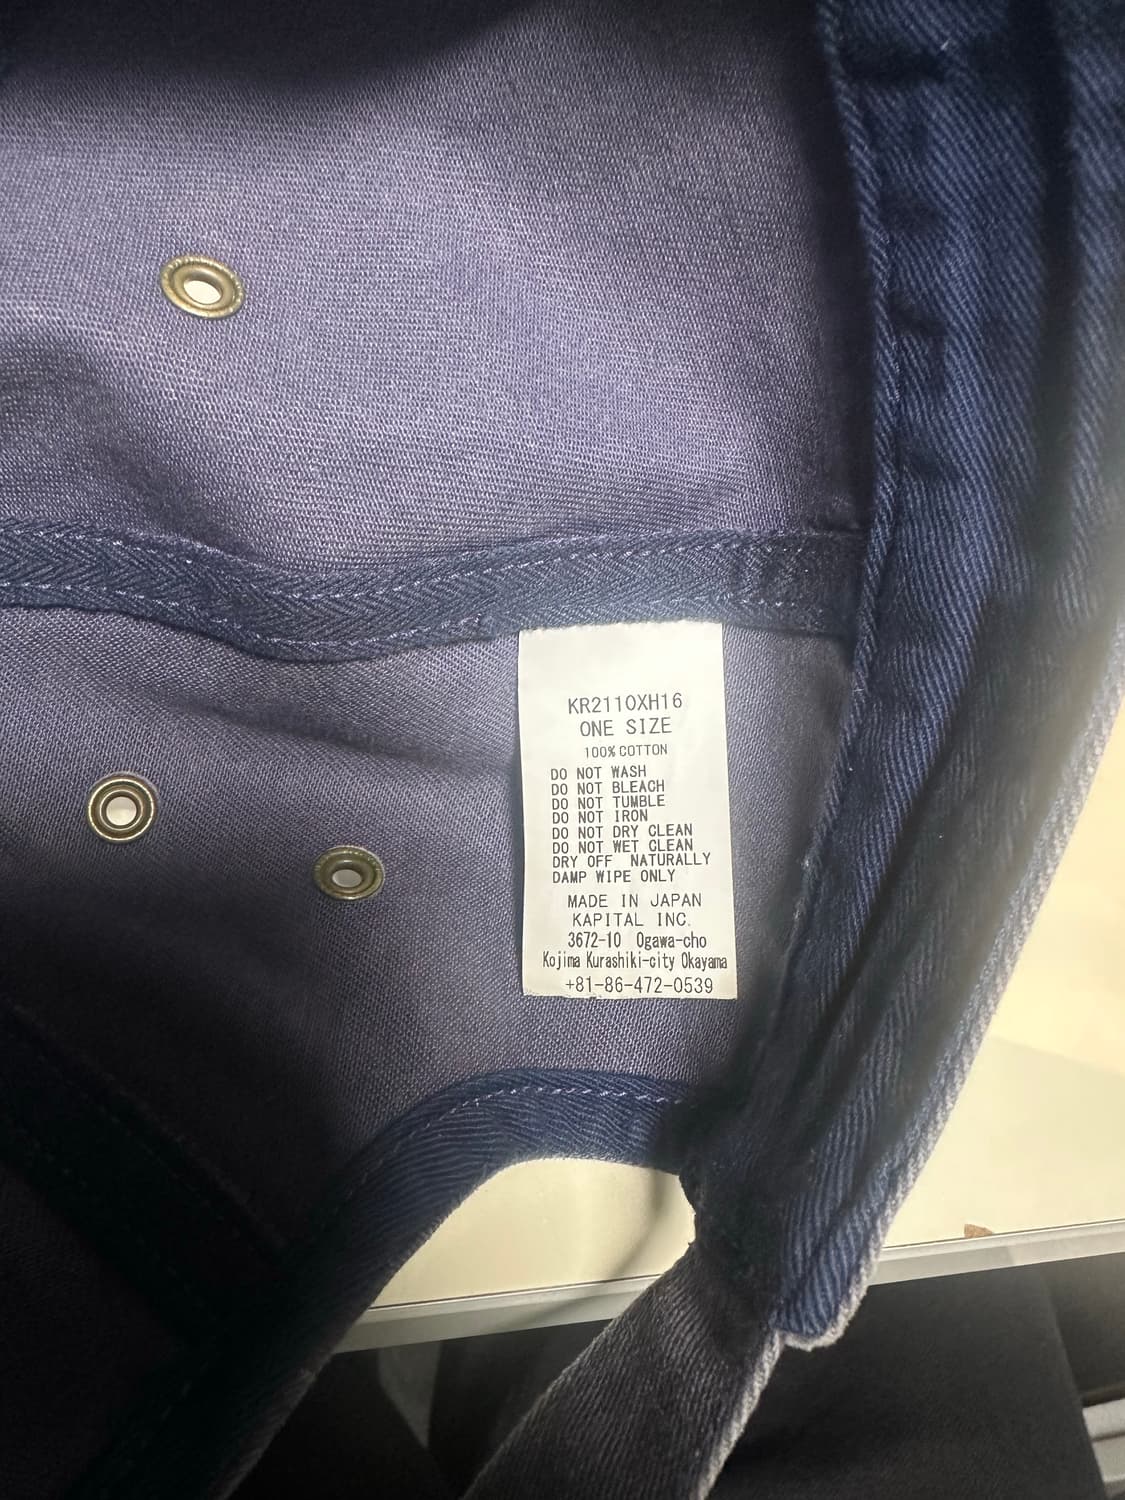 KR2110XH16
ONE SIZE
100% COTTON
DO NOT WASH
DO NOT BLEACH
DO NOT TUMBLE
DO NOT IRON
DO NOT DRY CLEAN
DO NOT WET CLEAN
DRY OFF NATURALLY
DAMP WIPE ONLY
MADE IN JAPAN
KAPITAL INC.
3672-10 Ogawa-cho
Kojima Kurashiki-city Okayama
+81-86-472-0539